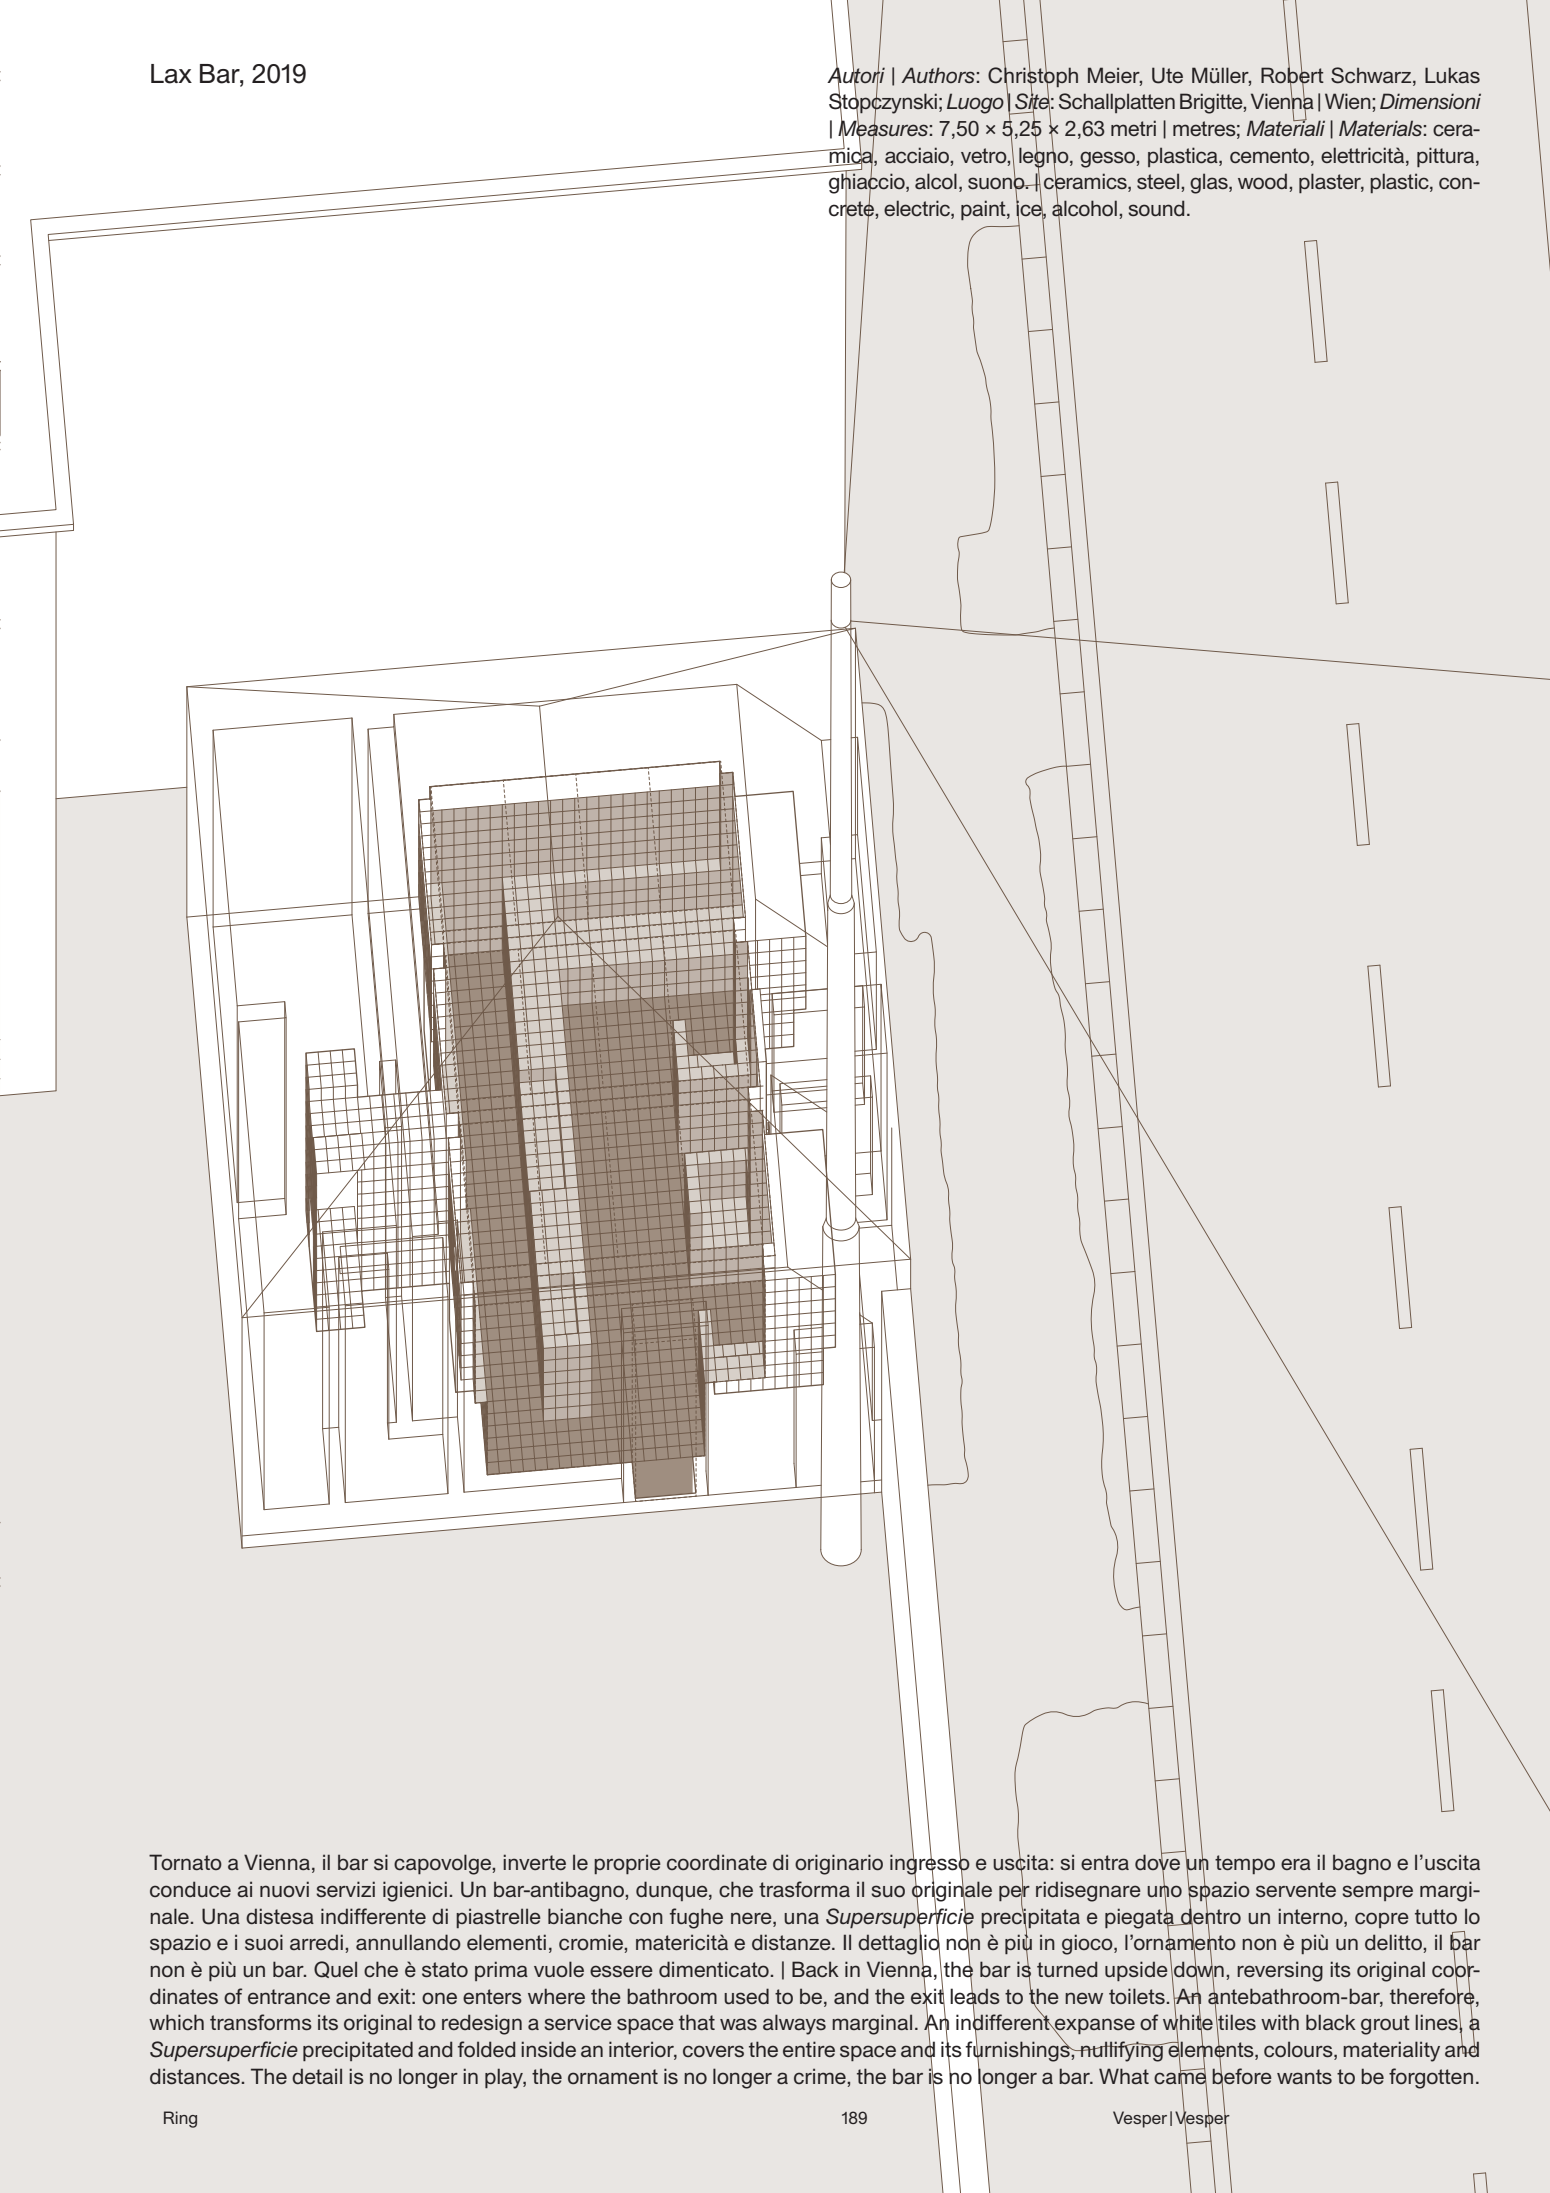 Lax Bar, 2019
Autori | Authors: Christoph Meier, Ute Müller, Robert Schwarz, Lukas
Stopczynski; Luogo | Site: Schallplatten Brigitte, Vienna | Wien; Dimensioni
| Measures: 7,50 × 5,25 × 2,63 metri | metres; Materiali | Materials: cera-
mica, acciaio, vetro, legno, gesso, plastica, cemento, elettricità, pittura,
ghiaccio, alcol, suono. | ceramics, steel, glas, wood, plaster, plastic, con-
crete, electric, paint, ice, alcohol, sound.
Tornato a Vienna, il bar si capovolge, inverte le proprie coordinate di originario ingresso e uscita: si entra dove un tempo era il bagno e l’uscita
conduce ai nuovi servizi igienici. Un bar-antibagno, dunque, che trasforma il suo originale per ridisegnare uno spazio servente sempre margi-
nale. Una distesa indifferente di piastrelle bianche con fughe nere, una Supersuperficie precipitata e piegata dentro un interno, copre tutto lo
spazio e i suoi arredi, annullando elementi, cromie, matericità e distanze. Il dettaglio non è più in gioco, l’ornamento non è più un delitto, il bar
non è più un bar. Quel che è stato prima vuole essere dimenticato. | Back in Vienna, the bar is turned upside down, reversing its original coor-
dinates of entrance and exit: one enters where the bathroom used to be, and the exit leads to the new toilets. An antebathroom-bar, therefore,
which transforms its original to redesign a service space that was always marginal. An indifferent expanse of white tiles with black grout lines, a
Supersuperficie precipitated and folded inside an interior, covers the entire space and its furnishings, nullifying elements, colours, materiality and
distances. The detail is no longer in play, the ornament is no longer a crime, the bar is no longer a bar. What came before wants to be forgotten.
Ring
189
Vesper | Vesper